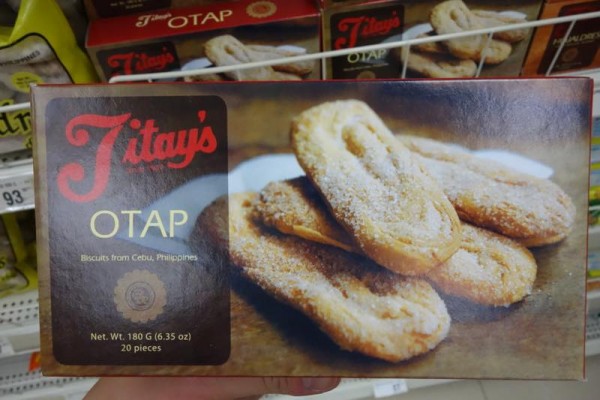 Titay's
OTAP
Titay's
OTAP
93
Titay's
OTAP
Biscuits from Cebu, Philippines
Net. Wt. 180 G (6.35 oz)
20 pieces